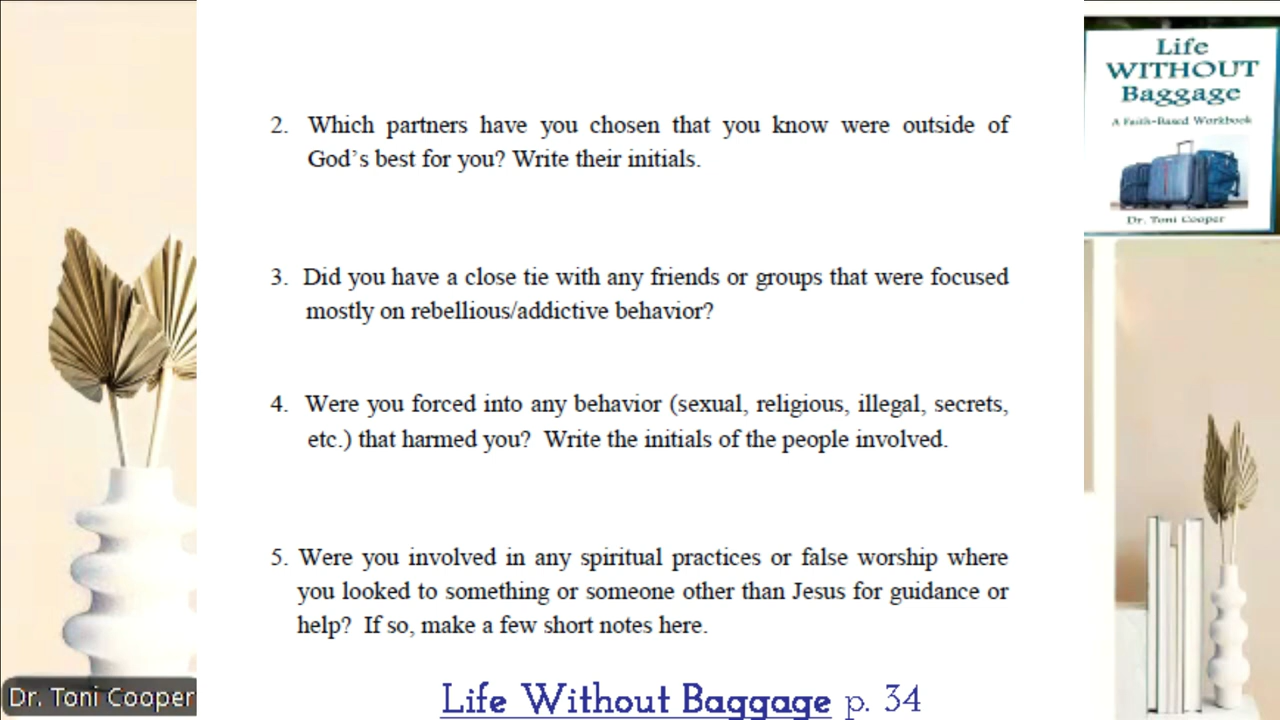 2. Which partners have you chosen that you know were outside of
God's best for you? Write their initials.
3. Did you have a close tie with any friends or groups that were focused
mostly on rebellious/addictive behavior?
4. Were you forced into any behavior (sexual, religious, illegal, secrets,
etc.) that harmed you? Write the initials of the people involved.
5. Were you involved in any spiritual practices or false worship where
you looked to something or someone other than Jesus for guidance or
help? If so, make a few short notes here.
Life Without Baggage p. 34
Dr. Toni Cooper
Life
WITHOUT
Baggage
A Faith-Based Workbook
Dr. Toni Cooper